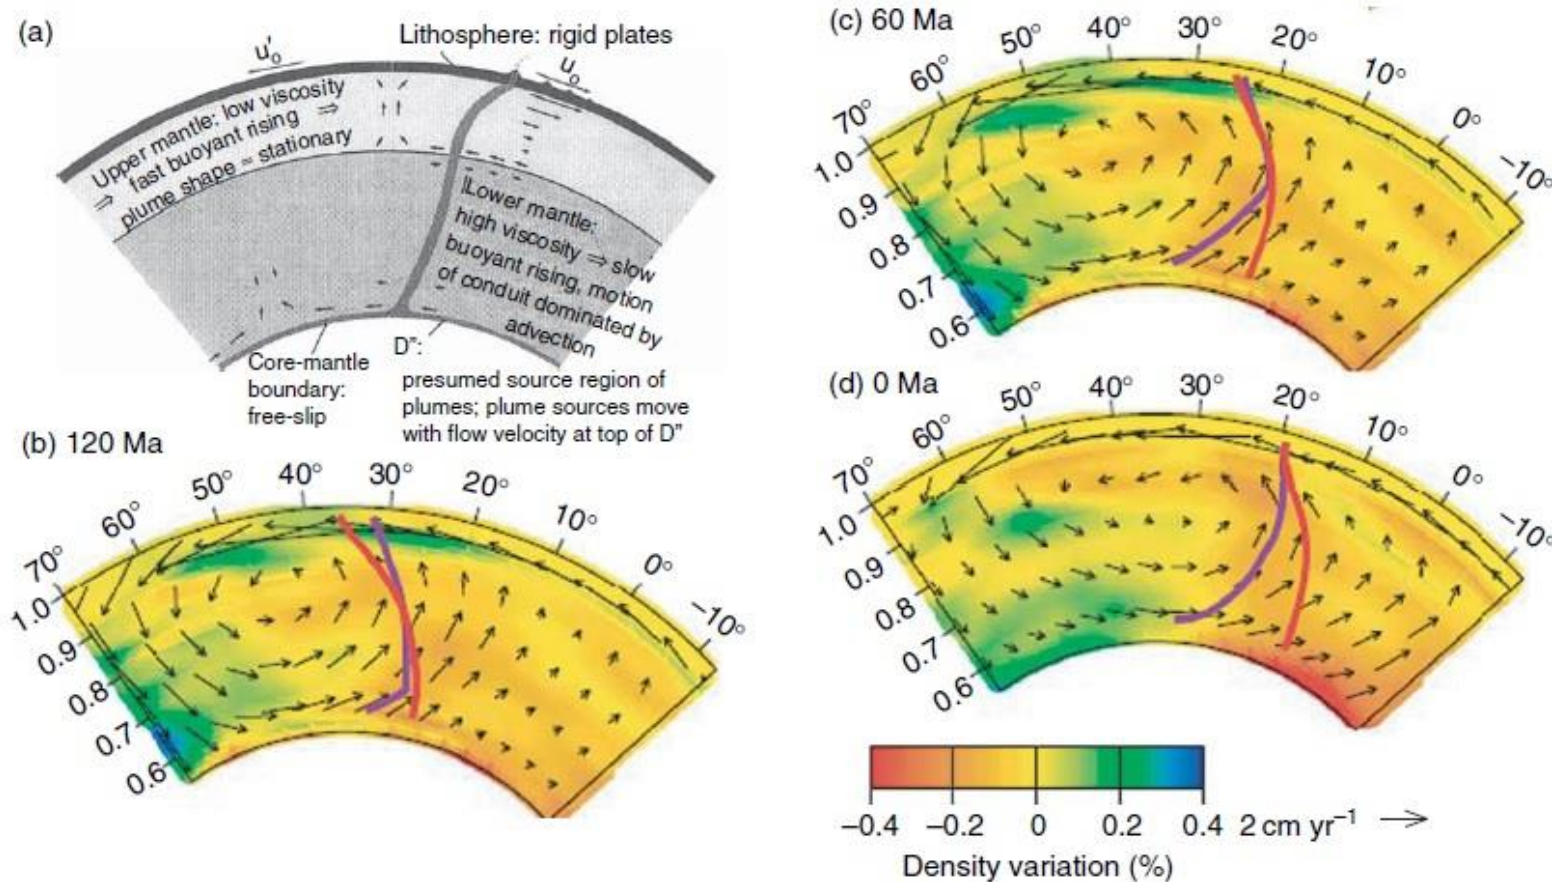 (a)
Lithosphere: rigid plates
u'o
uo
Upper mantle: low viscosity
⇒ fast buoyant rising ⇒
plume shape = stationary
Lower mantle:
high viscosity ⇒ slow
buoyant rising, motion
of conduit dominated by
advection
Core-mantle
boundary:
free-slip
D":
presumed source region of
plumes; plume sources move
with flow velocity at top of D"
(b) 120 Ma
70° 60° 50° 40° 30° 20° 10° 0° −10°
1.0
0.9
0.8
0.7
0.6
(c) 60 Ma
70° 60° 50° 40° 30° 20° 10° 0° −10°
1.0
0.9
0.8
0.7
0.6
(d) 0 Ma
70° 60° 50° 40° 30° 20° 10° 0° −10°
1.0
0.9
0.8
0.7
0.6
−0.4 −0.2 0 0.2 0.4 2 cm yr⁻¹
Density variation (%)